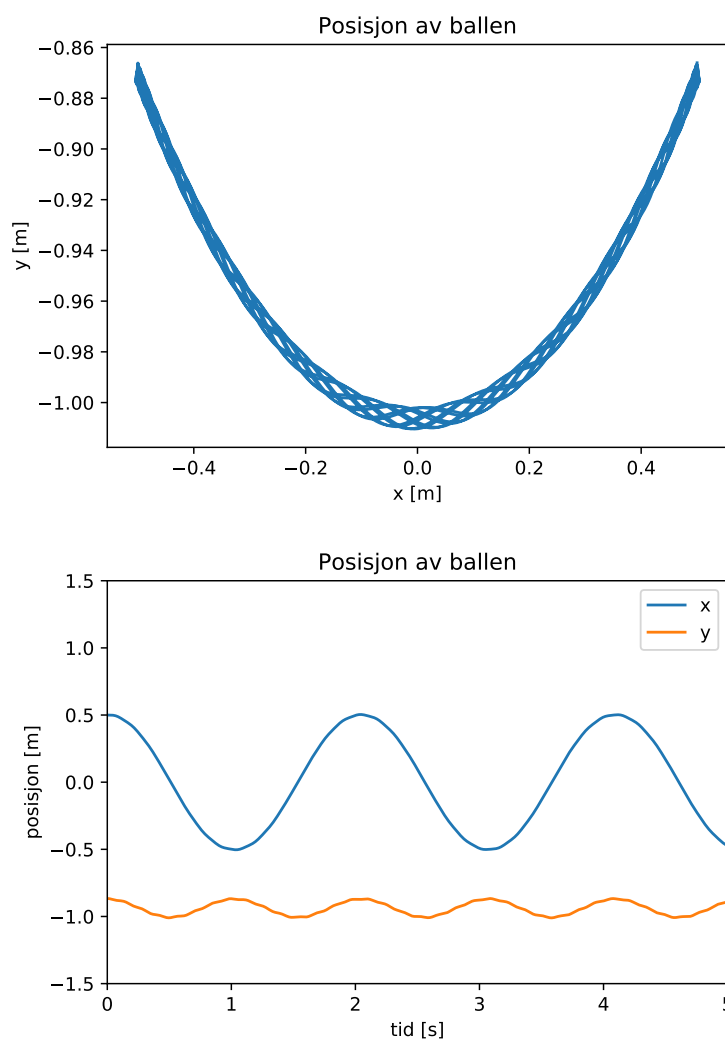 Posisjon av ballen
−0.86
−0.88
−0.90
−0.92
−0.94
−0.96
−0.98
−1.00
y [m]
−0.4 −0.2 0.0 0.2 0.4
x [m]
Posisjon av ballen
1.5
1.0
0.5
0.0
−0.5
−1.0
−1.5
posisjon [m]
x
y
0 1 2 3 4 5
tid [s]